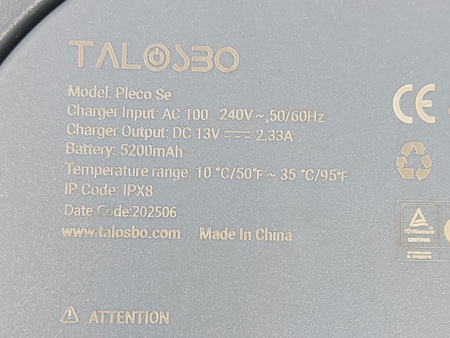 TALOSBO
Model: Pleco Se
Charger Input: AC 100 240V~,50/60Hz
Charger Output: DC 13V⎓2.33A
Battery: 5200mAh
Temperature range: 10 °C/50°F ~ 35 °C/95°F
IP Code: IPX8
Date Code:202506
www.talosbo.com Made In China
CE
ATTENTION